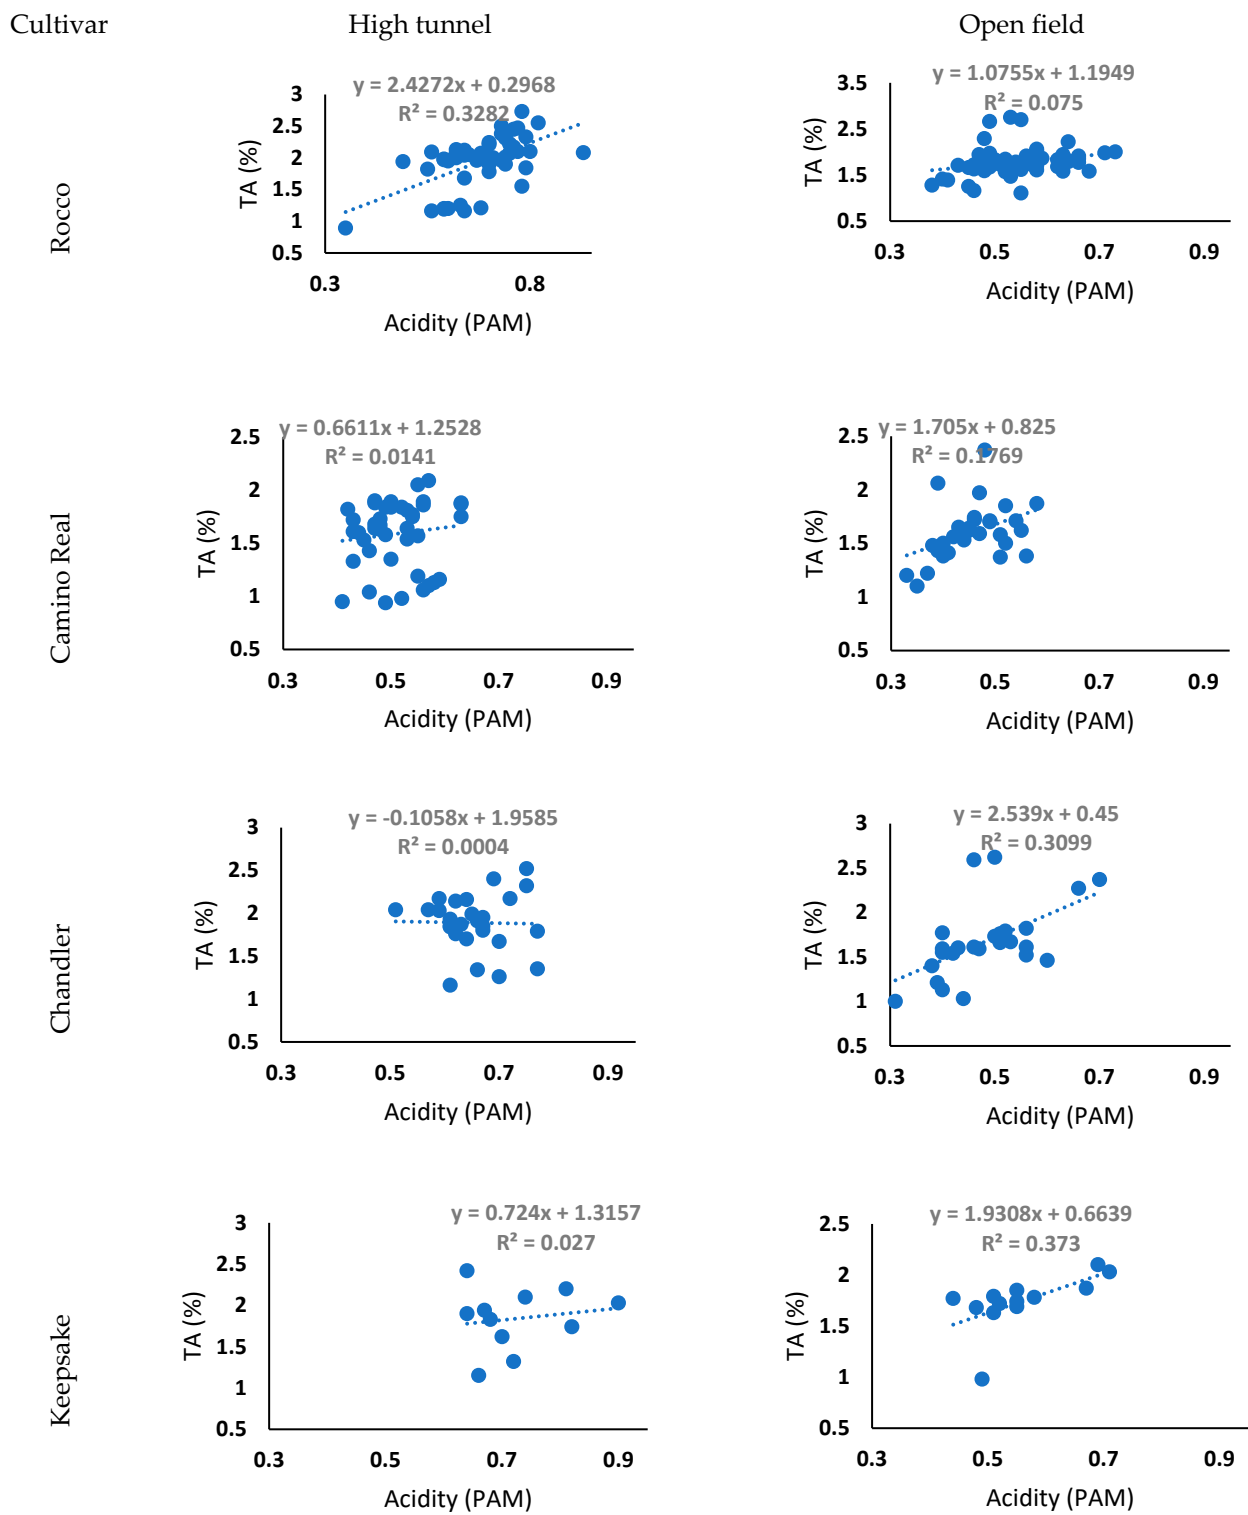 Cultivar High tunnel Open field
Rocco
y = 2.4272x + 0.2968
R² = 0.3282
3
2.5
2
1.5
1
0.5
TA (%)
0.3 0.8
Acidity (PAM)
y = 1.0755x + 1.1949
R² = 0.075
3.5
2.5
1.5
0.5
TA (%)
0.3 0.5 0.7 0.9
Acidity (PAM)
Camino Real
y = 0.6611x + 1.2528
R² = 0.0141
2.5
2
1.5
1
0.5
TA (%)
0.3 0.5 0.7 0.9
Acidity (PAM)
y = 1.705x + 0.825
R² = 0.1769
2.5
2
1.5
1
0.5
TA (%)
0.3 0.5 0.7 0.9
Acidity (PAM)
Chandler
y = -0.1058x + 1.9585
R² = 0.0004
3
2.5
2
1.5
1
0.5
TA (%)
0.3 0.5 0.7 0.9
Acidity (PAM)
y = 2.539x + 0.45
R² = 0.3099
3
2.5
2
1.5
1
0.5
TA (%)
0.3 0.5 0.7 0.9
Acidity (PAM)
Keepsake
y = 0.724x + 1.3157
R² = 0.027
3
2.5
2
1.5
1
0.5
TA (%)
0.3 0.5 0.7 0.9
Acidity (PAM)
y = 1.9308x + 0.6639
R² = 0.373
2.5
2
1.5
1
0.5
TA (%)
0.3 0.5 0.7 0.9
Acidity (PAM)